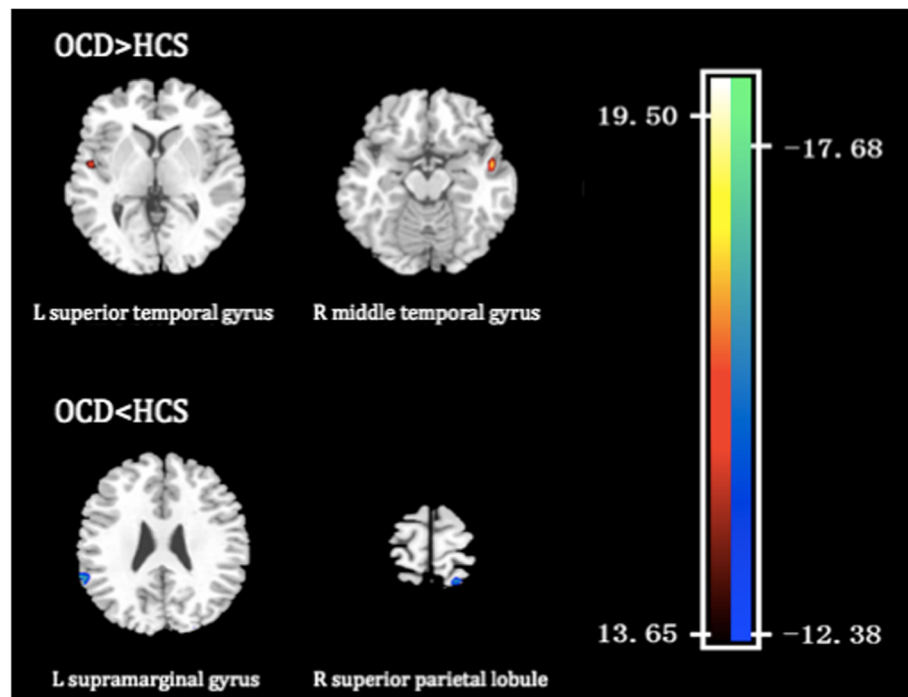 OCD>HCS
L superior temporal gyrus
R middle temporal gyrus
OCD<HCS
L supramarginal gyrus
R superior parietal lobule
19.50
-17.68
13.65
-12.38